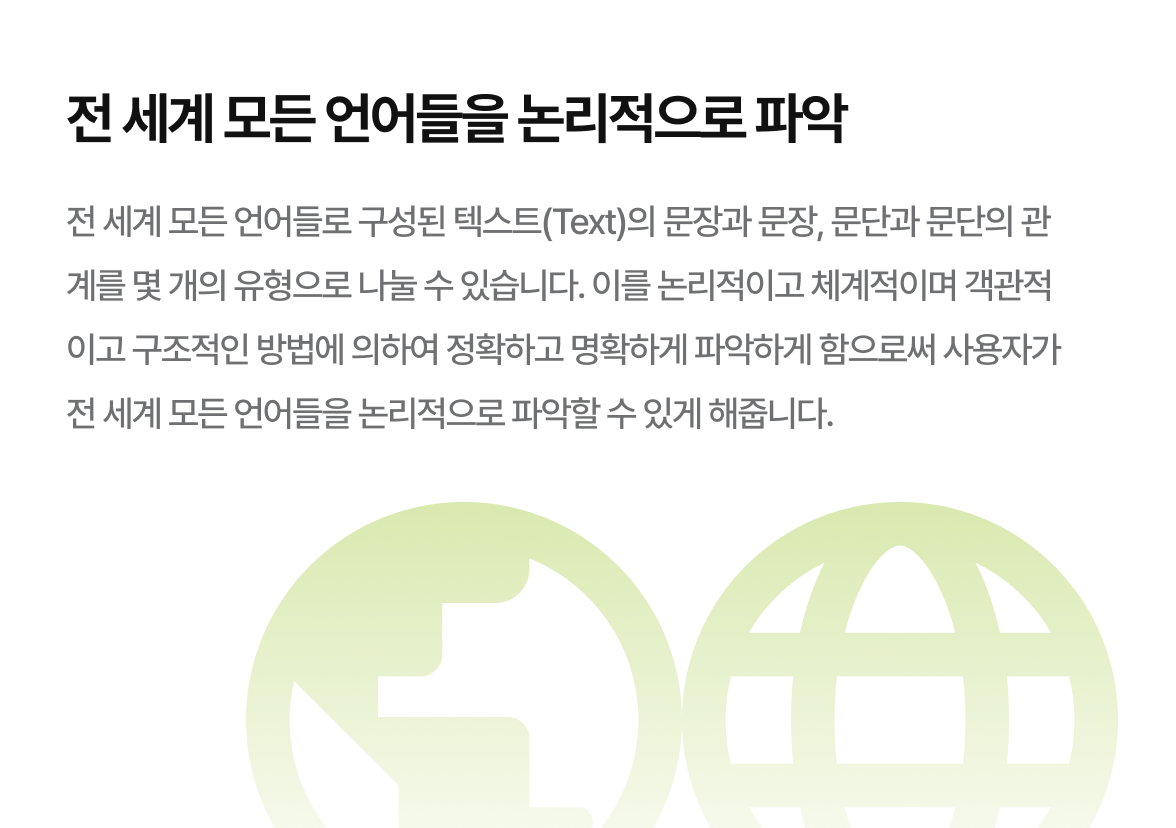 전 세계 모든 언어들을 논리적으로 파악
전 세계 모든 언어들로 구성된 텍스트(Text)의 문장과 문장, 문단과 문단의 관
계를 몇 개의 유형으로 나눌 수 있습니다. 이를 논리적이고 체계적이며 객관적
이고 구조적인 방법에 의하여 정확하고 명확하게 파악하게 함으로써 사용자가
전 세계 모든 언어들을 논리적으로 파악할 수 있게 해줍니다.